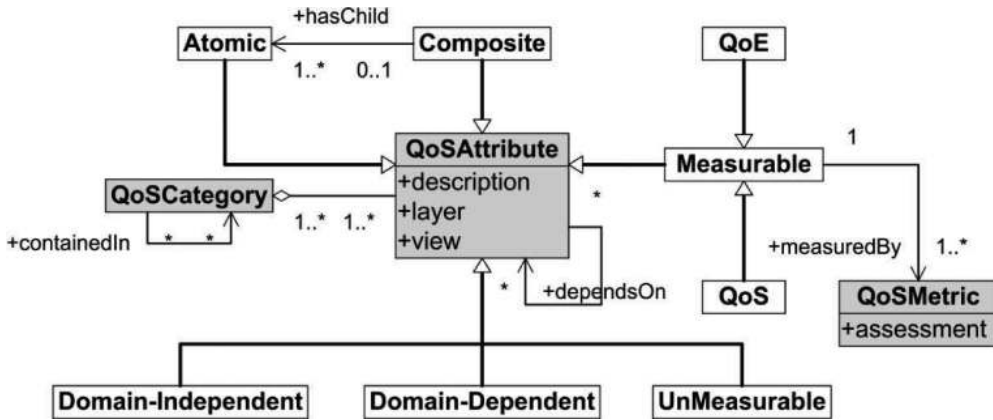 +hasChild
Atomic
Composite
QoE
1..*
0..1
QoSAttribute
+description
+layer
+view
Measurable
1
QoSCategory
1..*
1..*
*
+containedIn
*
*
+measuredBy
1..*
*
+dependsOn
QoS
QoSMetric
+assessment
Domain-Independent
Domain-Dependent
UnMeasurable